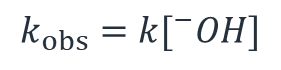 k_obs = k[⁻OH]